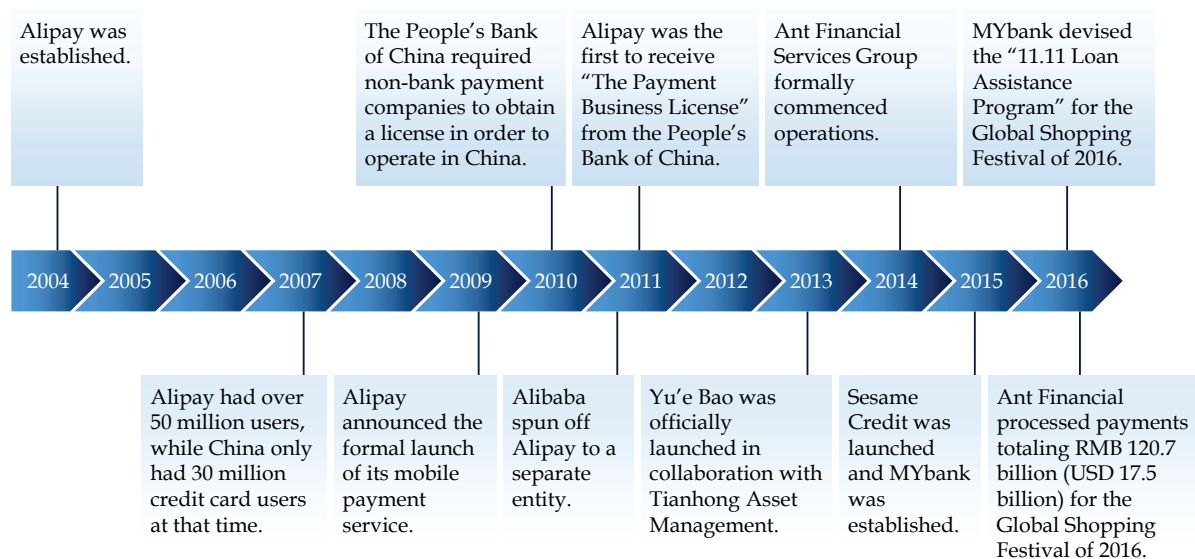 Alipay was
established.
The People's Bank
of China required
non-bank payment
companies to obtain
a license in order to
operate in China.
Alipay was the
first to receive
“The Payment
Business License”
from the People's
Bank of China.
Ant Financial
Services Group
formally
commenced
operations.
MYbank devised
the “11.11 Loan
Assistance
Program” for the
Global Shopping
Festival of 2016.
2004
2005
2006
2007
2008
2009
2010
2011
2012
2013
2014
2015
2016
Alipay had over
50 million users,
while China only
had 30 million
credit card users
at that time.
Alipay
announced the
formal launch
of its mobile
payment
service.
Alibaba
spun off
Alipay to a
separate
entity.
Yu'e Bao was
officially
launched in
collaboration with
Tianhong Asset
Management.
Sesame
Credit was
launched
and MYbank
was
established.
Ant Financial
processed payments
totaling RMB 120.7
billion (USD 17.5
billion) for the
Global Shopping
Festival of 2016.